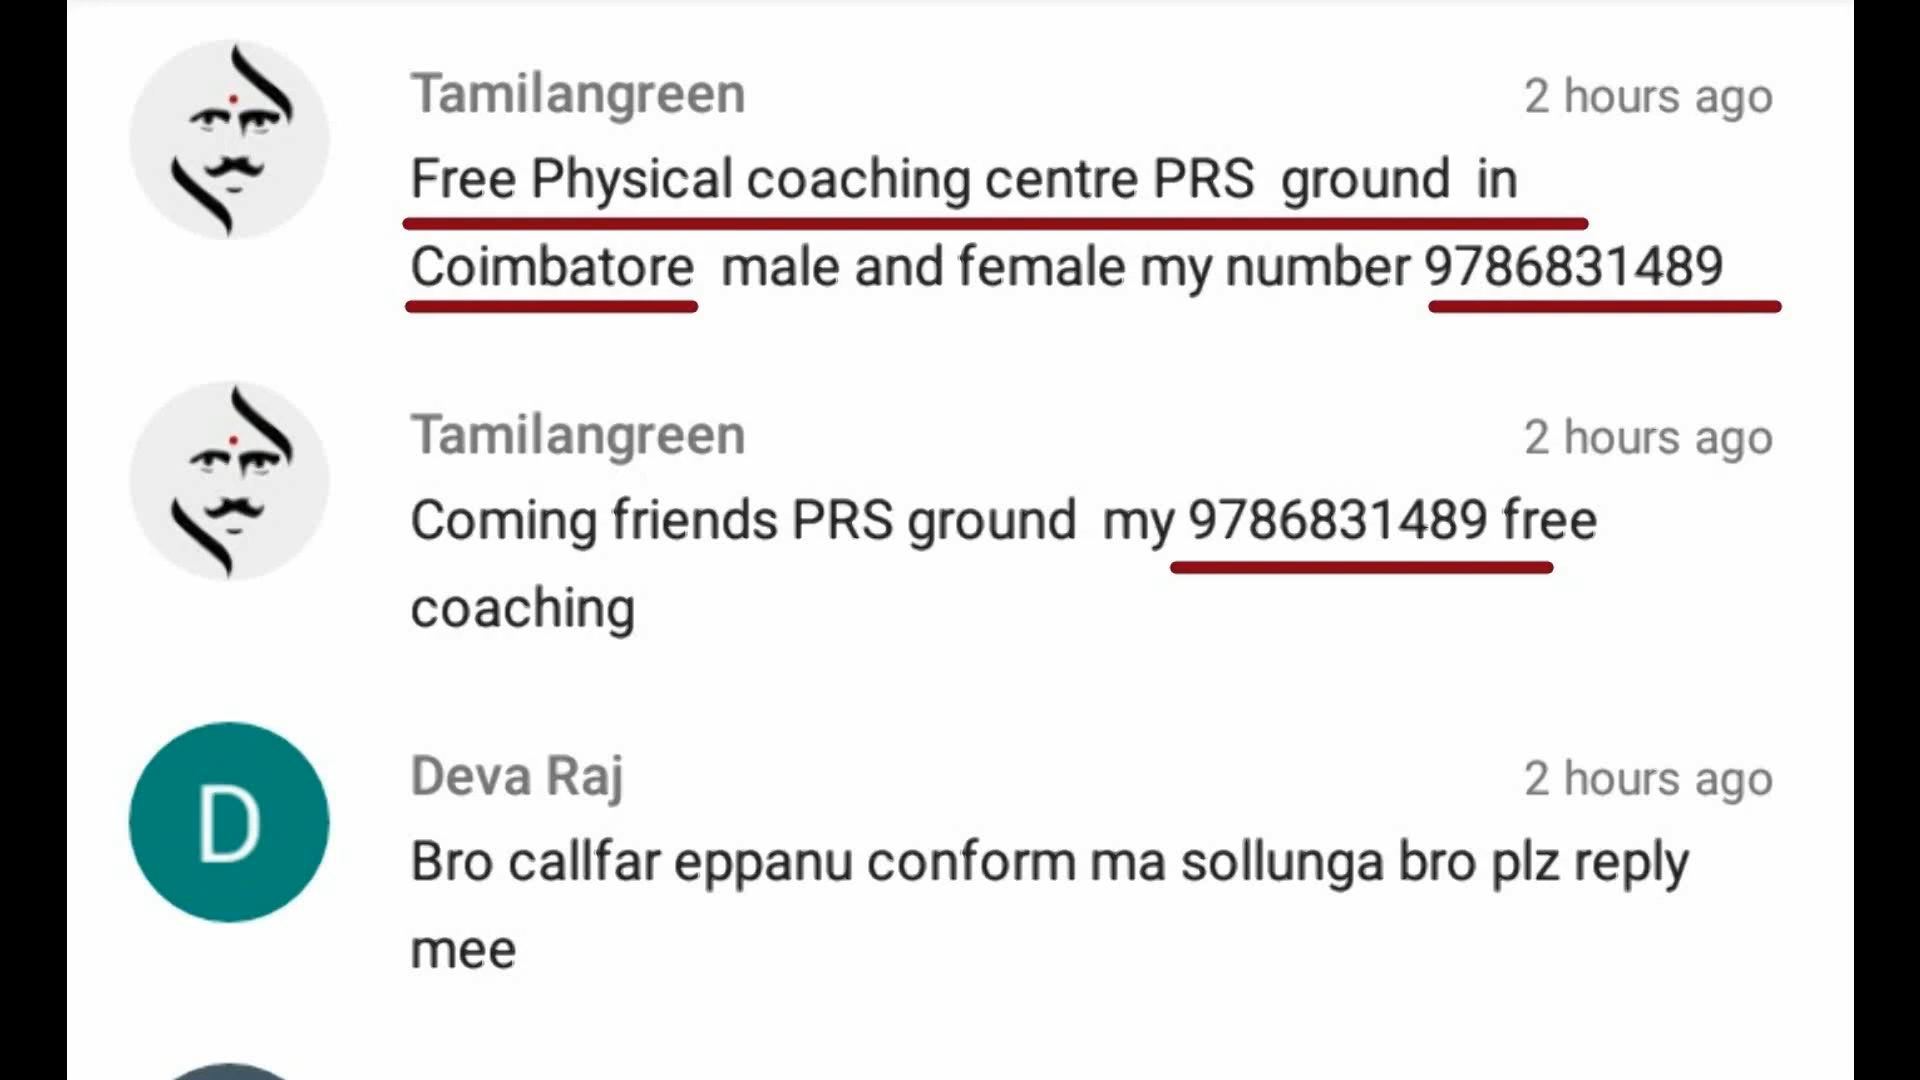 Tamilangreen 2 hours ago
Free Physical coaching centre PRS ground in
Coimbatore male and female my number 9786831489
Tamilangreen 2 hours ago
Coming friends PRS ground my 9786831489 free
coaching
D
Deva Raj 2 hours ago
Bro callfar eppanu conform ma sollunga bro plz reply
mee